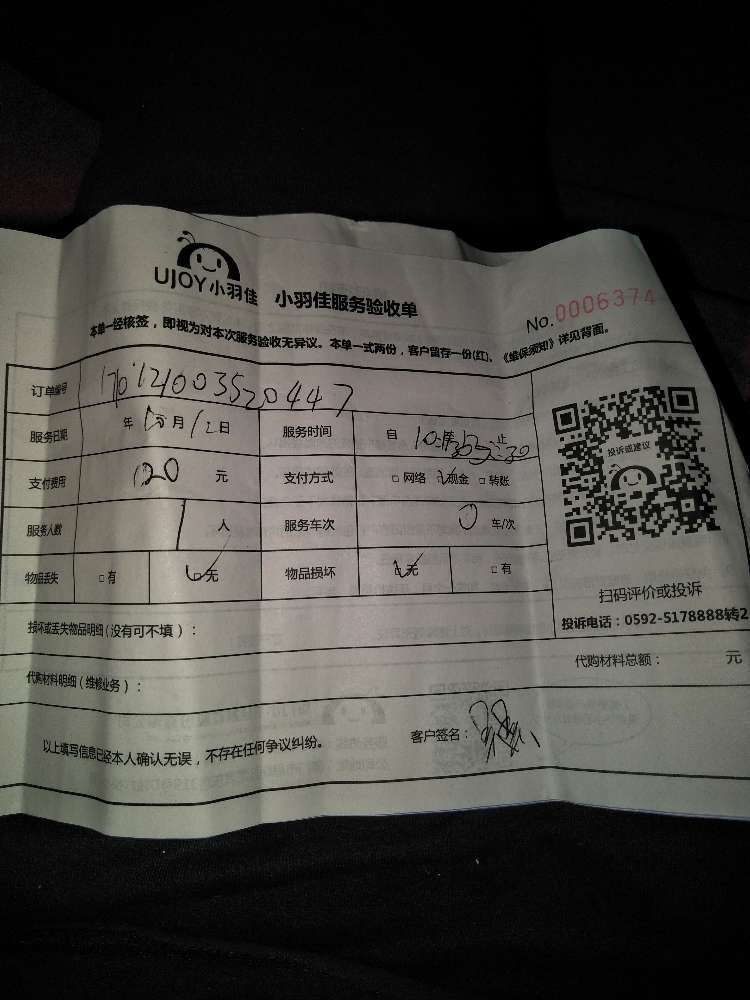 UJOY小羽佳 小羽佳服务验收单
No.0006374
本单一经核签，即视为对本次服务验收无异议。本单一式两份，客户留存一份(红)。《维保须知》详见背面。
订单编号 170121003520447
服务日期 年 月 12日 服务时间 自 止
支付费用 120 元 支付方式 □网络 ☑现金 □转账
服务人数 1 人 服务车次 0 车/次
物品丢失 □有 ☑无 物品损坏 ☑无 □有
投诉或建议
扫码评价或投诉
投诉电话：0592-5178888转2
损坏或丢失物品明细(没有可不填)：
代购材料明细(维修业务)： 代购材料总额： 元
以上填写信息已经本人确认无误，不存在任何争议纠纷。 客户签名：